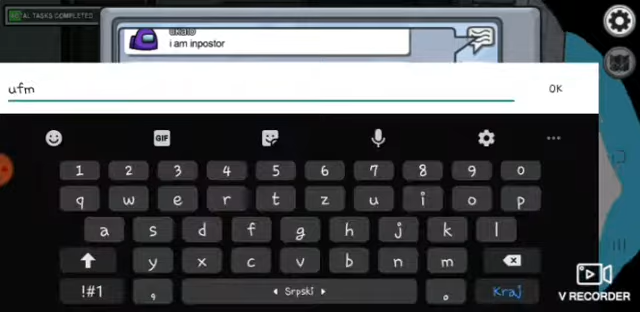 TAL TASKS COMPLETED
i am inpostor
ufm
OK
GIF
1 2 3 4 5 6 7 8 9 0
q w e r t z u i o p
a s d f g h j k l
y x c v b n m
!#1 , Srpski . Kraj
V RECORDER